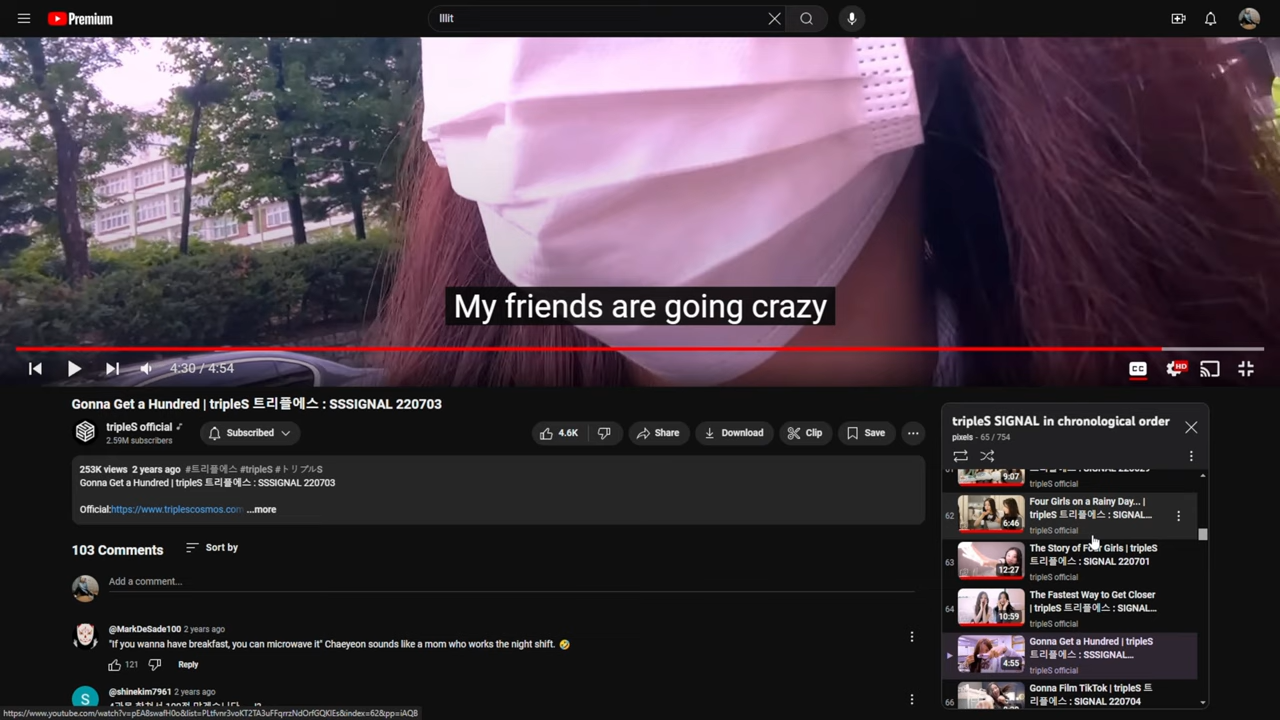 Premium
Illit
My friends are going crazy
4:30 / 4:54
CC
HD
Gonna Get a Hundred | tripleS 트리플에스 : SSSIGNAL 220703
tripleS official
2.59M subscribers
Subscribed
4.6K
Share
Download
Clip
Save
253K views 2 years ago #트리플에스 #tripleS #トリプルS
Gonna Get a Hundred | tripleS 트리플에스 : SSSIGNAL 220703
Official:https://www.triplescosmos.com ...more
103 Comments
Sort by
Add a comment...
@MarkDeSade100 2 years ago
"If you wanna have breakfast, you can microwave it" Chaeyeon sounds like a mom who works the night shift. 🤣
121
Reply
S
@shinekim7961 2 years ago
https://www.youtube.com/watch?v=pEA8swafH0o&list=PLtfvnr3voKT2TA3uFFqrrzNdOrfGQKIEs&index=62&pp=iAQB
tripleS SIGNAL in chronological order
pixels - 65 / 754
61
9:07
tripleS official
62
6:46
Four Girls on a Rainy Day... |
tripleS 트리플에스 : SIGNAL...
tripleS official
63
12:27
The Story of Four Girls | tripleS
트리플에스 : SIGNAL 220701
tripleS official
64
10:59
The Fastest Way to Get Closer
| tripleS 트리플에스 : SIGNAL...
tripleS official
4:55
Gonna Get a Hundred | tripleS
트리플에스 : SSSIGNAL...
tripleS official
66
Gonna Film TikTok | tripleS 트
리플에스 : SIGNAL 220704